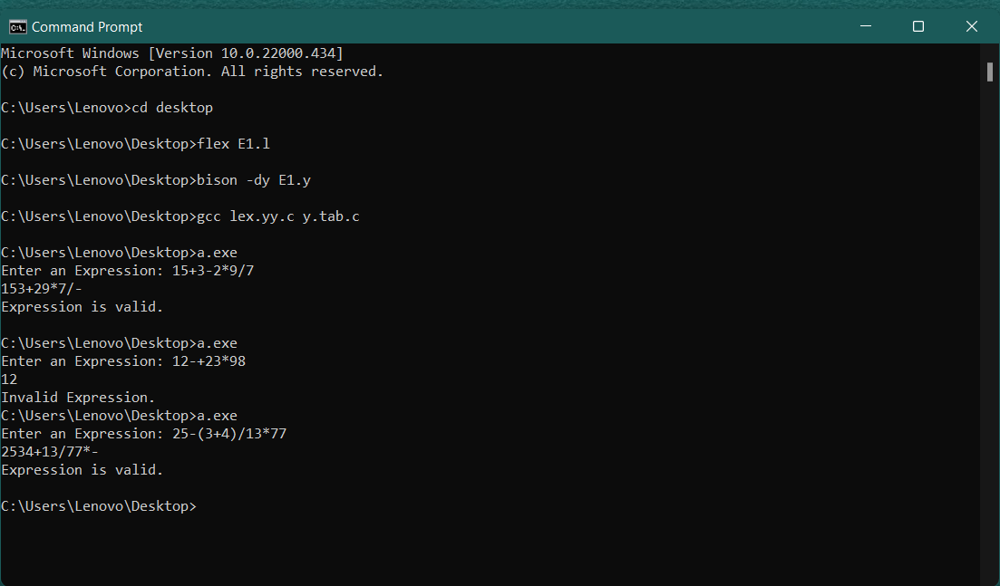 Command Prompt
Microsoft Windows [Version 10.0.22000.434]
(c) Microsoft Corporation. All rights reserved.
C:\Users\Lenovo>cd desktop
C:\Users\Lenovo\Desktop>flex E1.l
C:\Users\Lenovo\Desktop>bison -dy E1.y
C:\Users\Lenovo\Desktop>gcc lex.yy.c y.tab.c
C:\Users\Lenovo\Desktop>a.exe
Enter an Expression: 15+3-2*9/7
153+29*7/-
Expression is valid.
C:\Users\Lenovo\Desktop>a.exe
Enter an Expression: 12-+23*98
12
Invalid Expression.
C:\Users\Lenovo\Desktop>a.exe
Enter an Expression: 25-(3+4)/13*77
2534+13/77*-
Expression is valid.
C:\Users\Lenovo\Desktop>